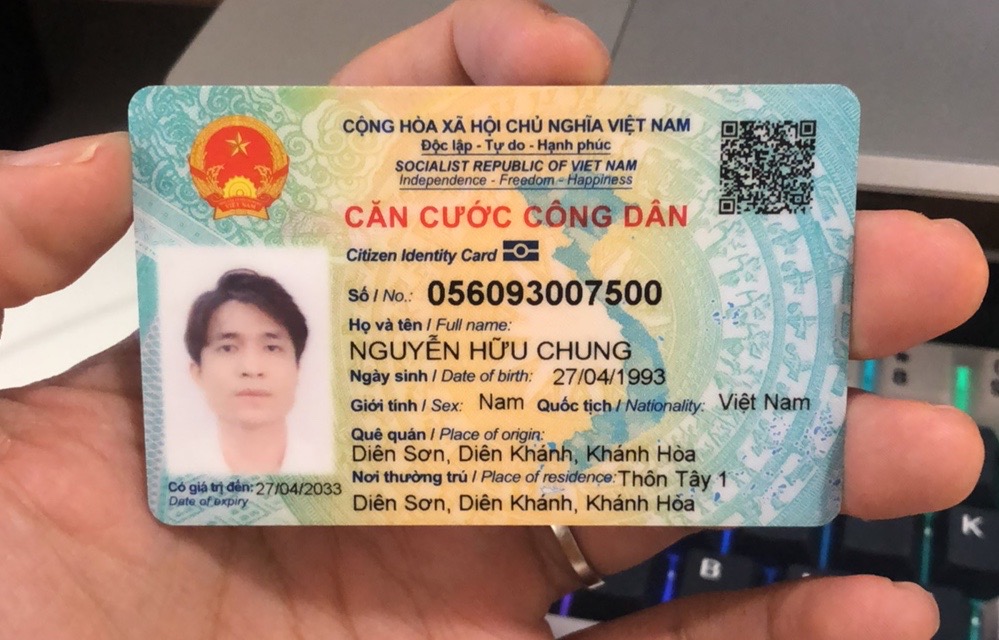 CỘNG HÒA XÃ HỘI CHỦ NGHĨA VIỆT NAM
Độc lập - Tự do - Hạnh phúc
SOCIALIST REPUBLIC OF VIET NAM
Independence - Freedom - Happiness
CĂN CƯỚC CÔNG DÂN
Citizen Identity Card
Số / No.: 056093007500
Họ và tên / Full name:
NGUYỄN HỮU CHUNG
Ngày sinh / Date of birth: 27/04/1993
Giới tính / Sex: Nam Quốc tịch / Nationality: Việt Nam
Quê quán / Place of origin:
Diên Sơn, Diên Khánh, Khánh Hòa
Nơi thường trú / Place of residence: Thôn Tây 1
Diên Sơn, Diên Khánh, Khánh Hòa
Có giá trị đến: 27/04/2033
Date of expiry
B
K